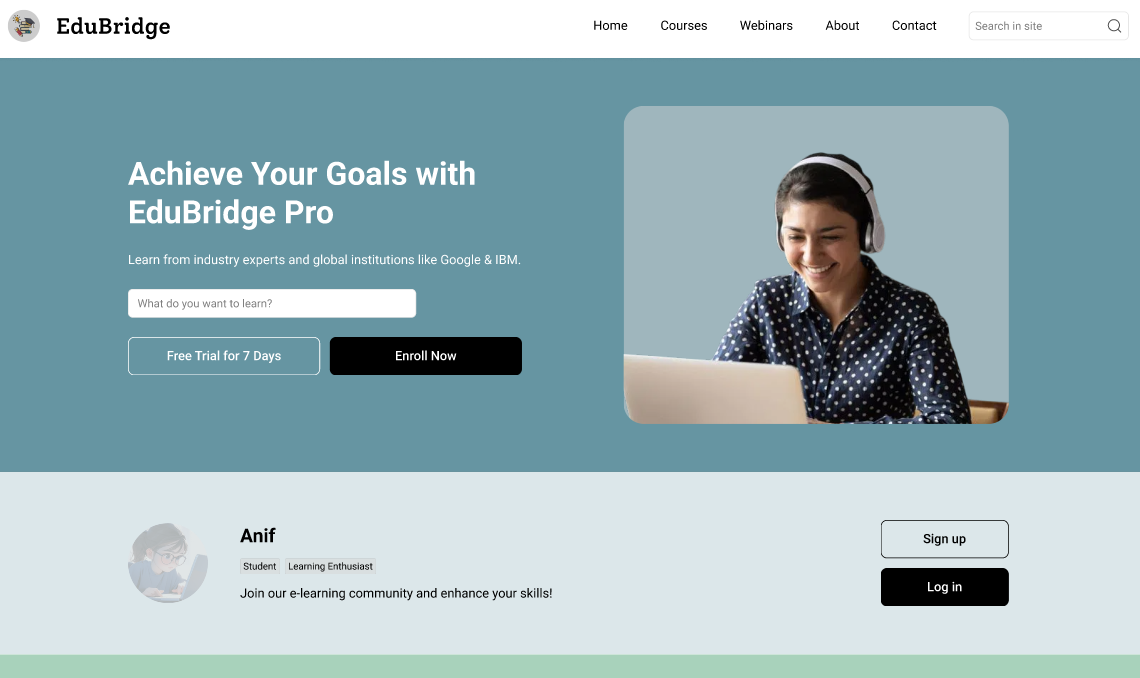 EduBridge
Home Courses Webinars About Contact Search in site
Achieve Your Goals with
EduBridge Pro
Learn from industry experts and global institutions like Google & IBM.
What do you want to learn?
Free Trial for 7 Days Enroll Now
Anif
Student Learning Enthusiast
Join our e-learning community and enhance your skills!
Sign up
Log in